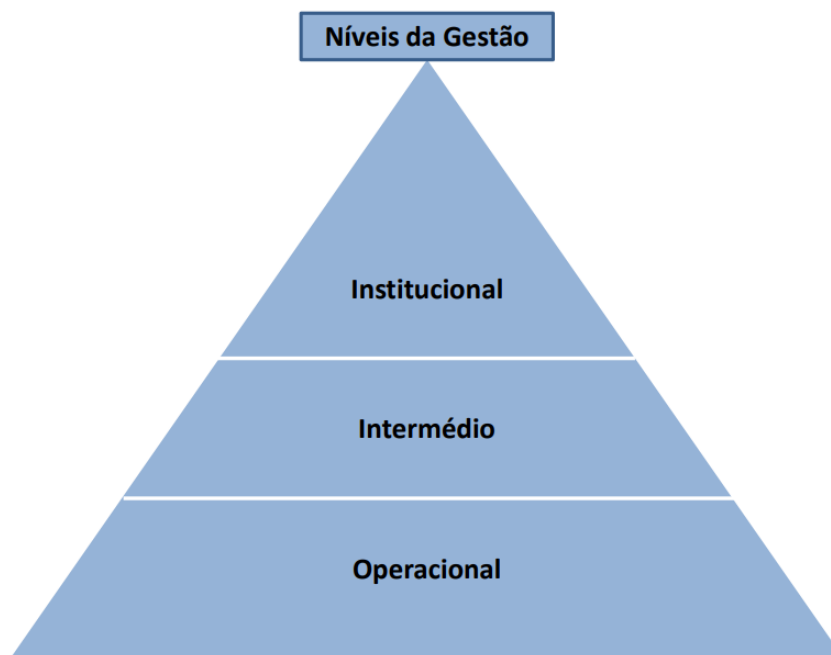 Níveis da Gestão
Institucional
Intermédio
Operacional